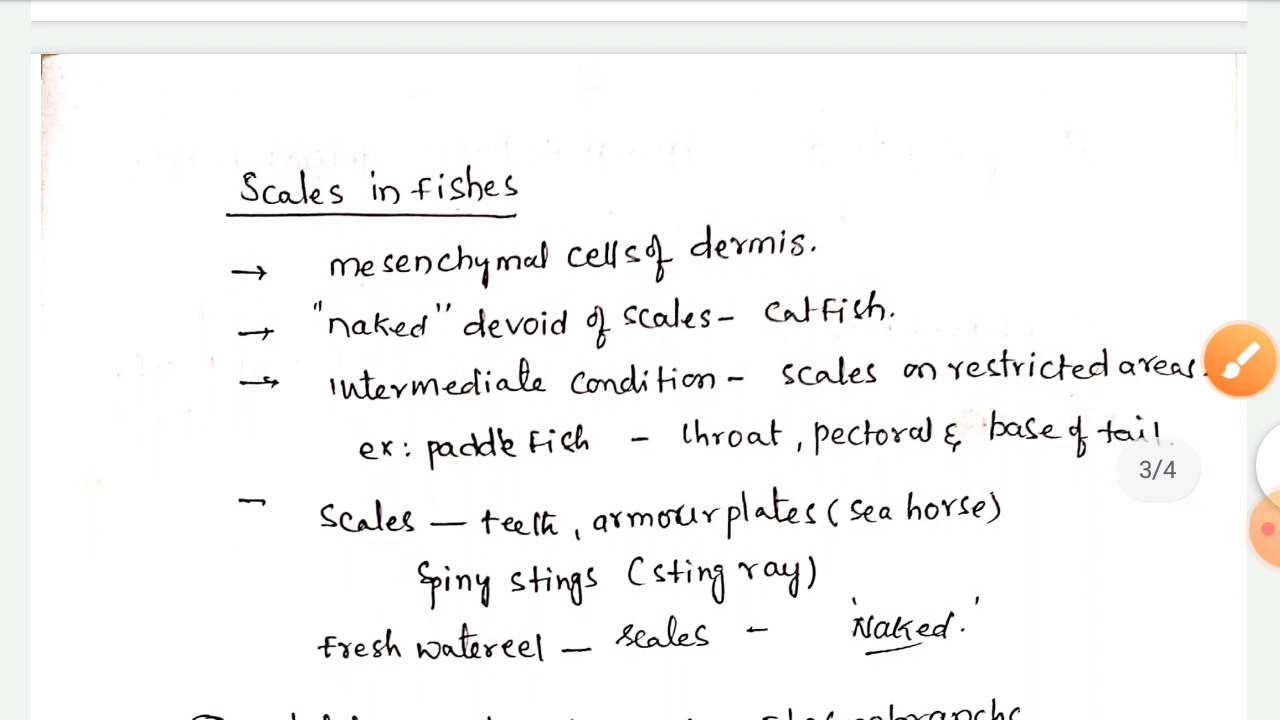 Scales in fishes
→ mesenchymal cells of dermis.
→ "naked" devoid of scales - catfish.
→ Intermediate condition - scales on restricted areas.
ex: paddle fish - throat, pectoral & base of tail.
3/4
- Scales — teeth, armour plates (sea horse)
Spiny stings (sting ray)
Fresh water eel — scales - 'Naked.'